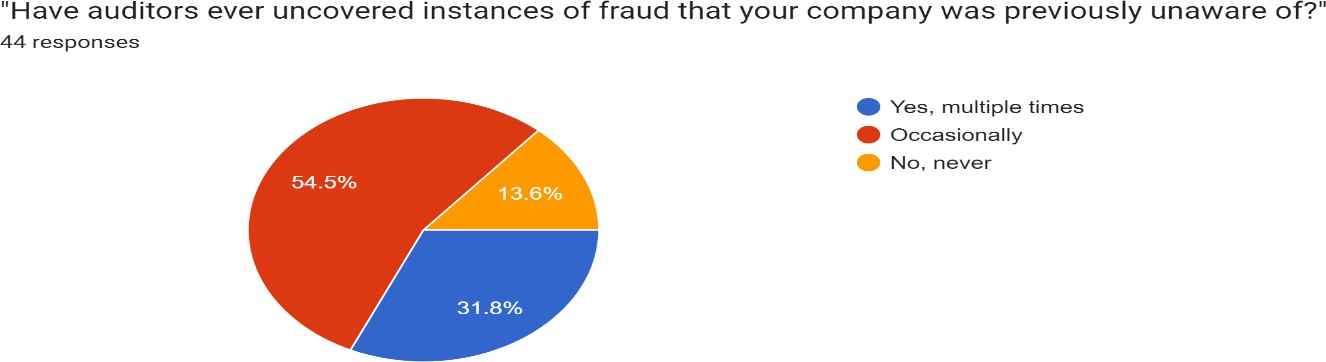 "Have auditors ever uncovered instances of fraud that your company was previously unaware of?"
44 responses
Yes, multiple times
Occasionally
No, never
54.5%
13.6%
31.8%